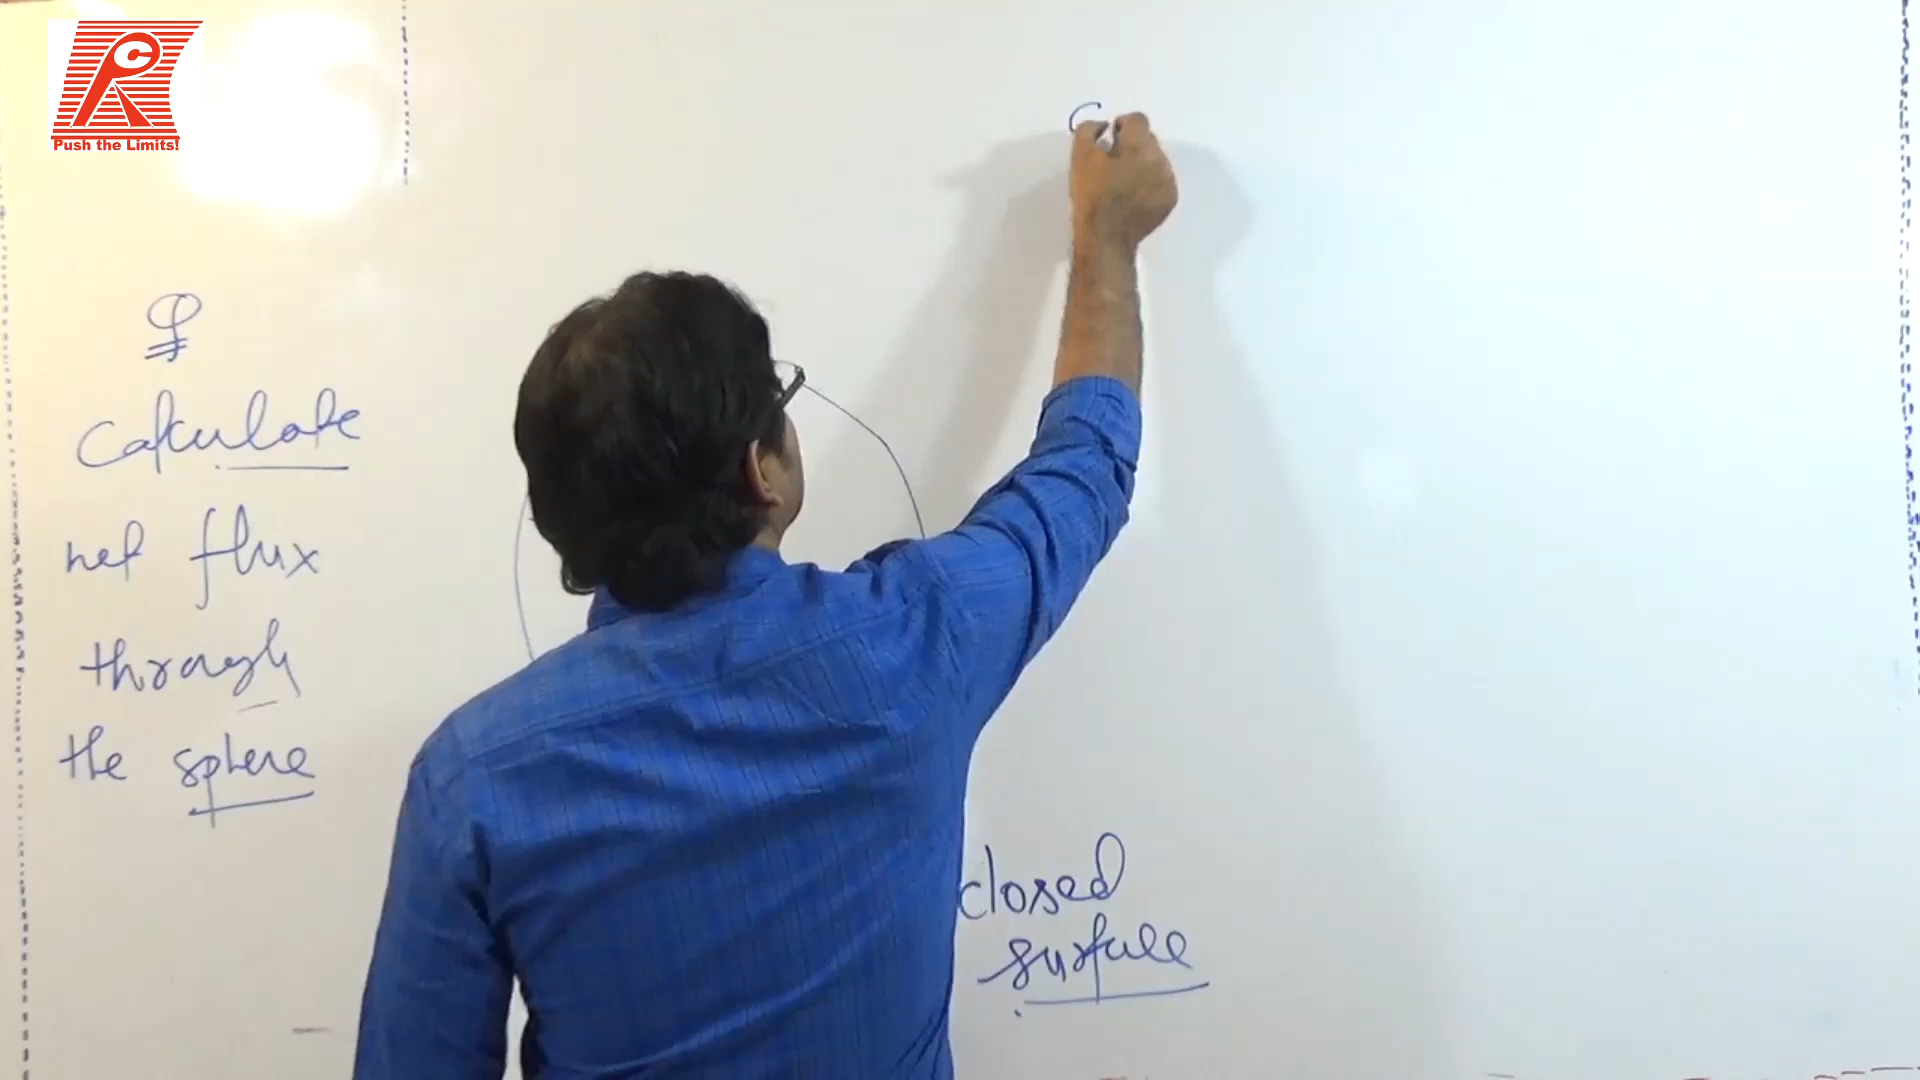 Push the Limits!
Q
Calculate
net flux
through
the sphere
closed
surface
C